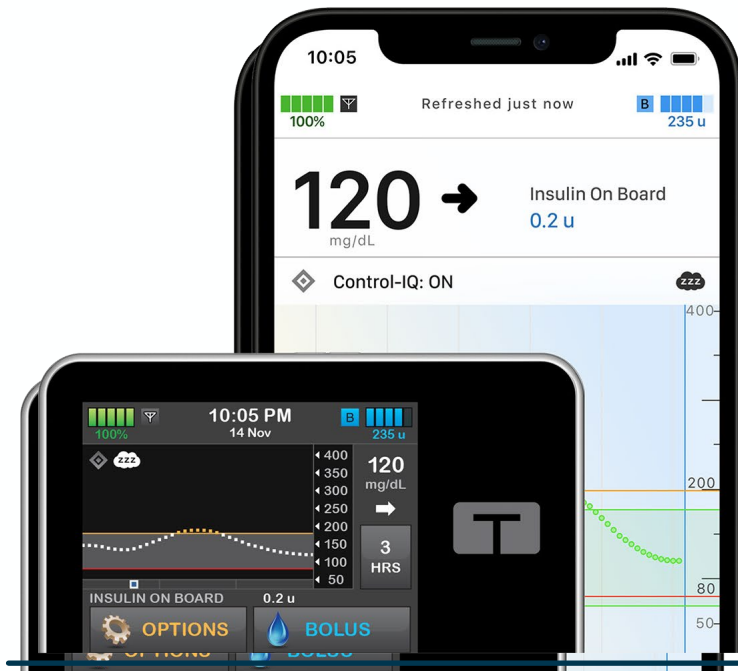 10:05
Refreshed just now
B
100%
235 u
120
mg/dL
Insulin On Board
0.2 u
Control-IQ: ON
zzz
400
200
80
50
10:05 PM
14 Nov
B
100%
235 u
zzz
400
350
300
250
200
150
100
50
120
mg/dL
3
HRS
INSULIN ON BOARD 0.2 u
OPTIONS
BOLUS
T
OPTIONS
BOLUS